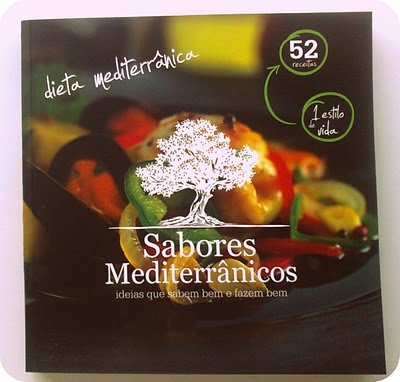 dieta mediterrânica
52
receitas
1 estilo
de
vida
Sabores
Mediterrânicos
ideias que sabem bem e fazem bem